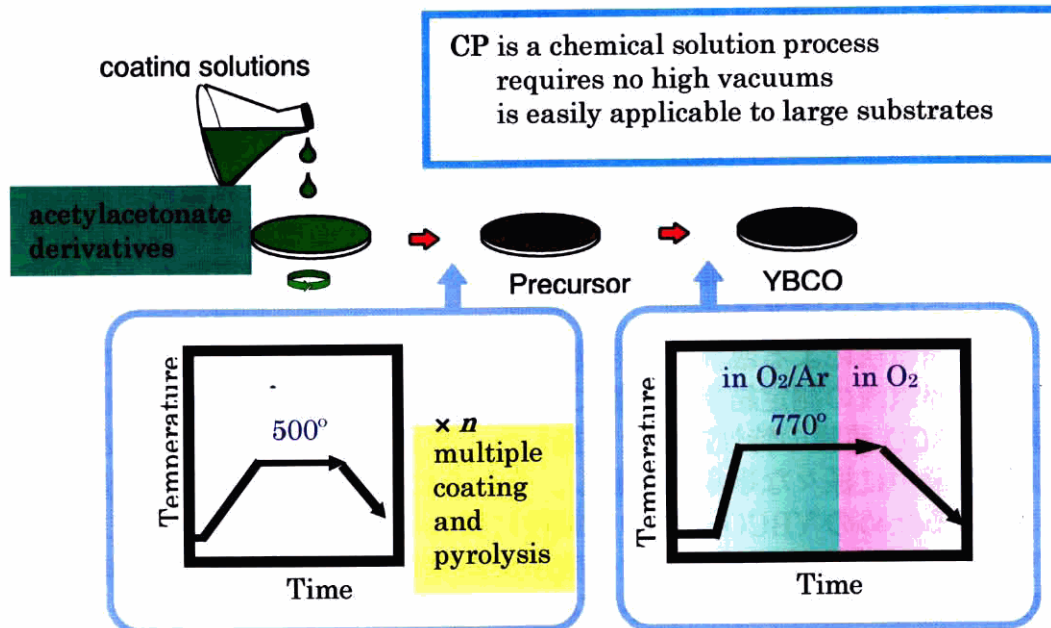 CP is a chemical solution process
requires no high vacuums
is easily applicable to large substrates
coating solutions
acetylacetonate
derivatives
Precursor
YBCO
Temperature
500°
Time
× n
multiple
coating
and
pyrolysis
Temperature
in O₂/Ar
in O₂
770°
Time